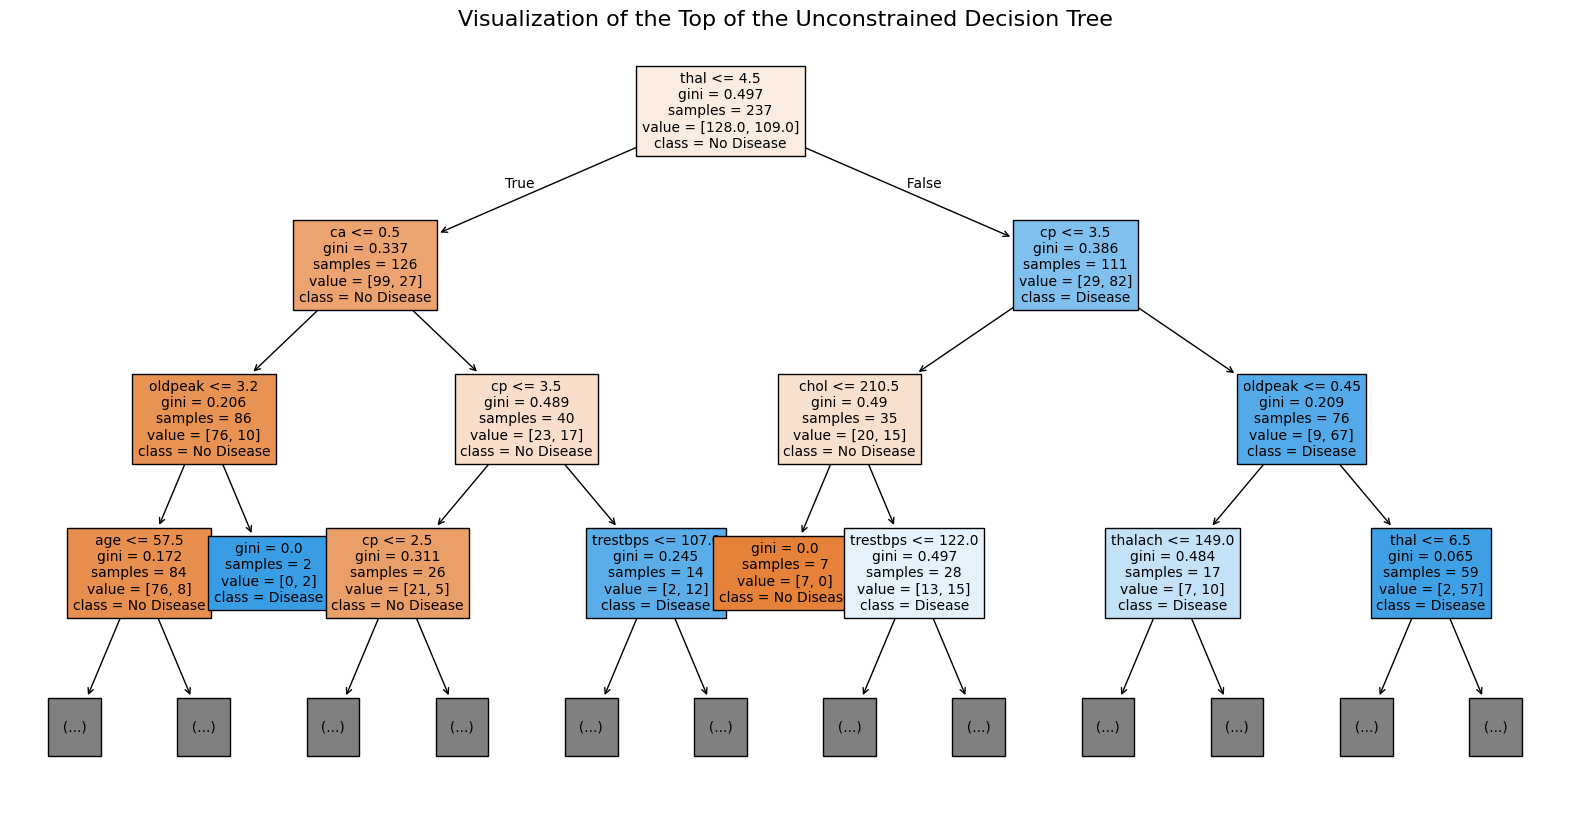 Visualization of the Top of the Unconstrained Decision Tree
thal <= 4.5
gini = 0.497
samples = 237
value = [128.0, 109.0]
class = No Disease
True
False
ca <= 0.5
gini = 0.337
samples = 126
value = [99, 27]
class = No Disease
cp <= 3.5
gini = 0.386
samples = 111
value = [29, 82]
class = Disease
oldpeak <= 3.2
gini = 0.206
samples = 86
value = [76, 10]
class = No Disease
cp <= 3.5
gini = 0.489
samples = 40
value = [23, 17]
class = No Disease
chol <= 210.5
gini = 0.49
samples = 35
value = [20, 15]
class = No Disease
oldpeak <= 0.45
gini = 0.209
samples = 76
value = [9, 67]
class = Disease
age <= 57.5
gini = 0.172
samples = 84
value = [76, 8]
class = No Disease
gini = 0.0
samples = 2
value = [0, 2]
class = Disease
cp <= 2.5
gini = 0.311
samples = 26
value = [21, 5]
class = No Disease
trestbps <=
gini = 0.245
samples = 14
value = [2, 12]
class = Disease
gini = 0.0
samples = 7
value = [7, 0]
class = No Disease
trestbps <= 122.0
gini = 0.497
samples = 28
value = [13, 15]
class = Disease
thalach <= 149.0
gini = 0.484
samples = 17
value = [7, 10]
class = Disease
thal <= 6.5
gini = 0.065
samples = 59
value = [2, 57]
class = Disease
(...)
(...)
(...)
(...)
(...)
(...)
(...)
(...)
(...)
(...)
(...)
(...)